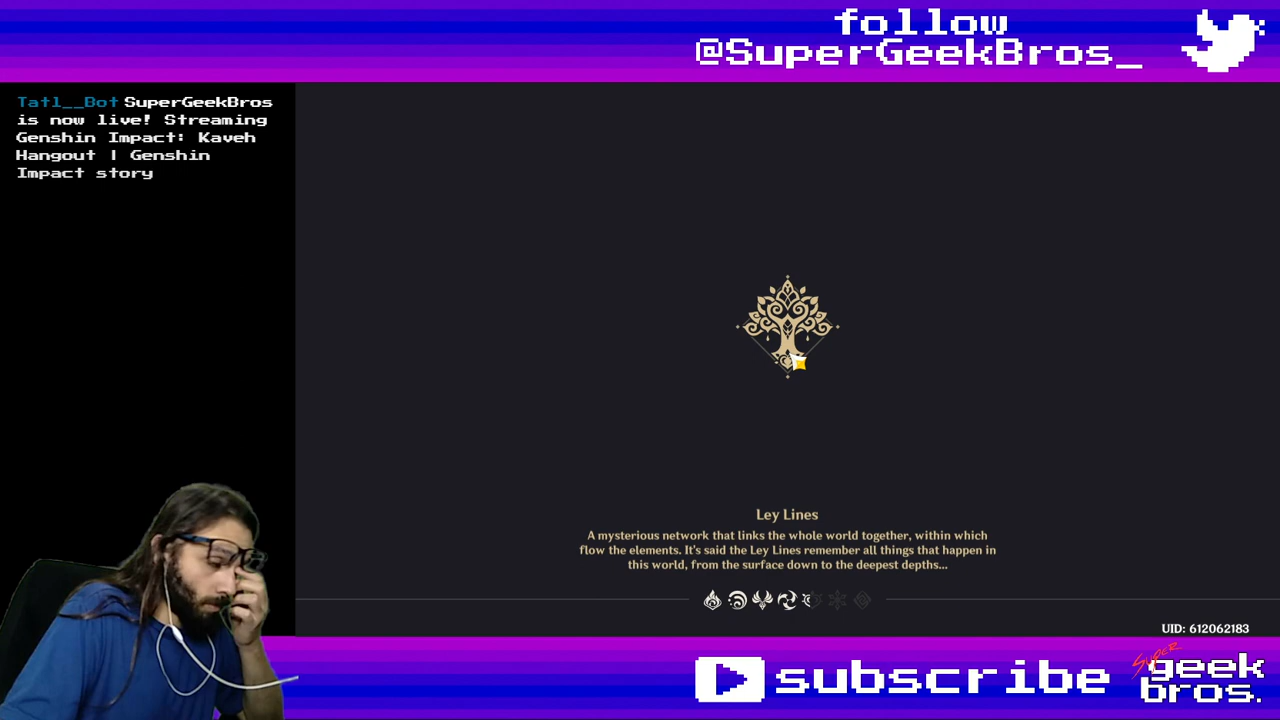 follow
@SuperGeekBros_
Tatl__Bot SuperGeekBros
is now live! Streaming
Genshin Impact: Kaveh
Hangout | Genshin
Impact story
Ley Lines
A mysterious network that links the whole world together, within which
flow the elements. It's said the Ley Lines remember all things that happen in
this world, from the surface down to the deepest depths...
UID: 612062183
subscribe
SUPER
geek
bros.